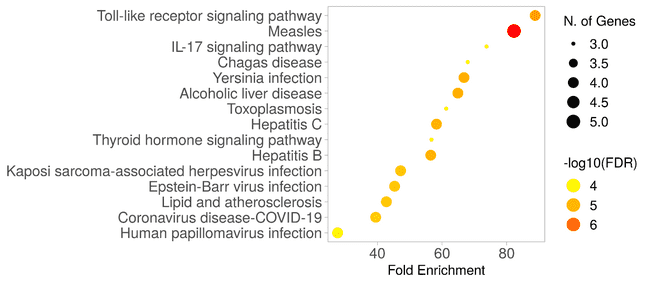 Toll-like receptor signaling pathway
Measles
IL-17 signaling pathway
Chagas disease
Yersinia infection
Alcoholic liver disease
Toxoplasmosis
Hepatitis C
Thyroid hormone signaling pathway
Hepatitis B
Kaposi sarcoma-associated herpesvirus infection
Epstein-Barr virus infection
Lipid and atherosclerosis
Coronavirus disease-COVID-19
Human papillomavirus infection
40 60 80
Fold Enrichment
N. of Genes
3.0
3.5
4.0
4.5
5.0
-log10(FDR)
4
5
6